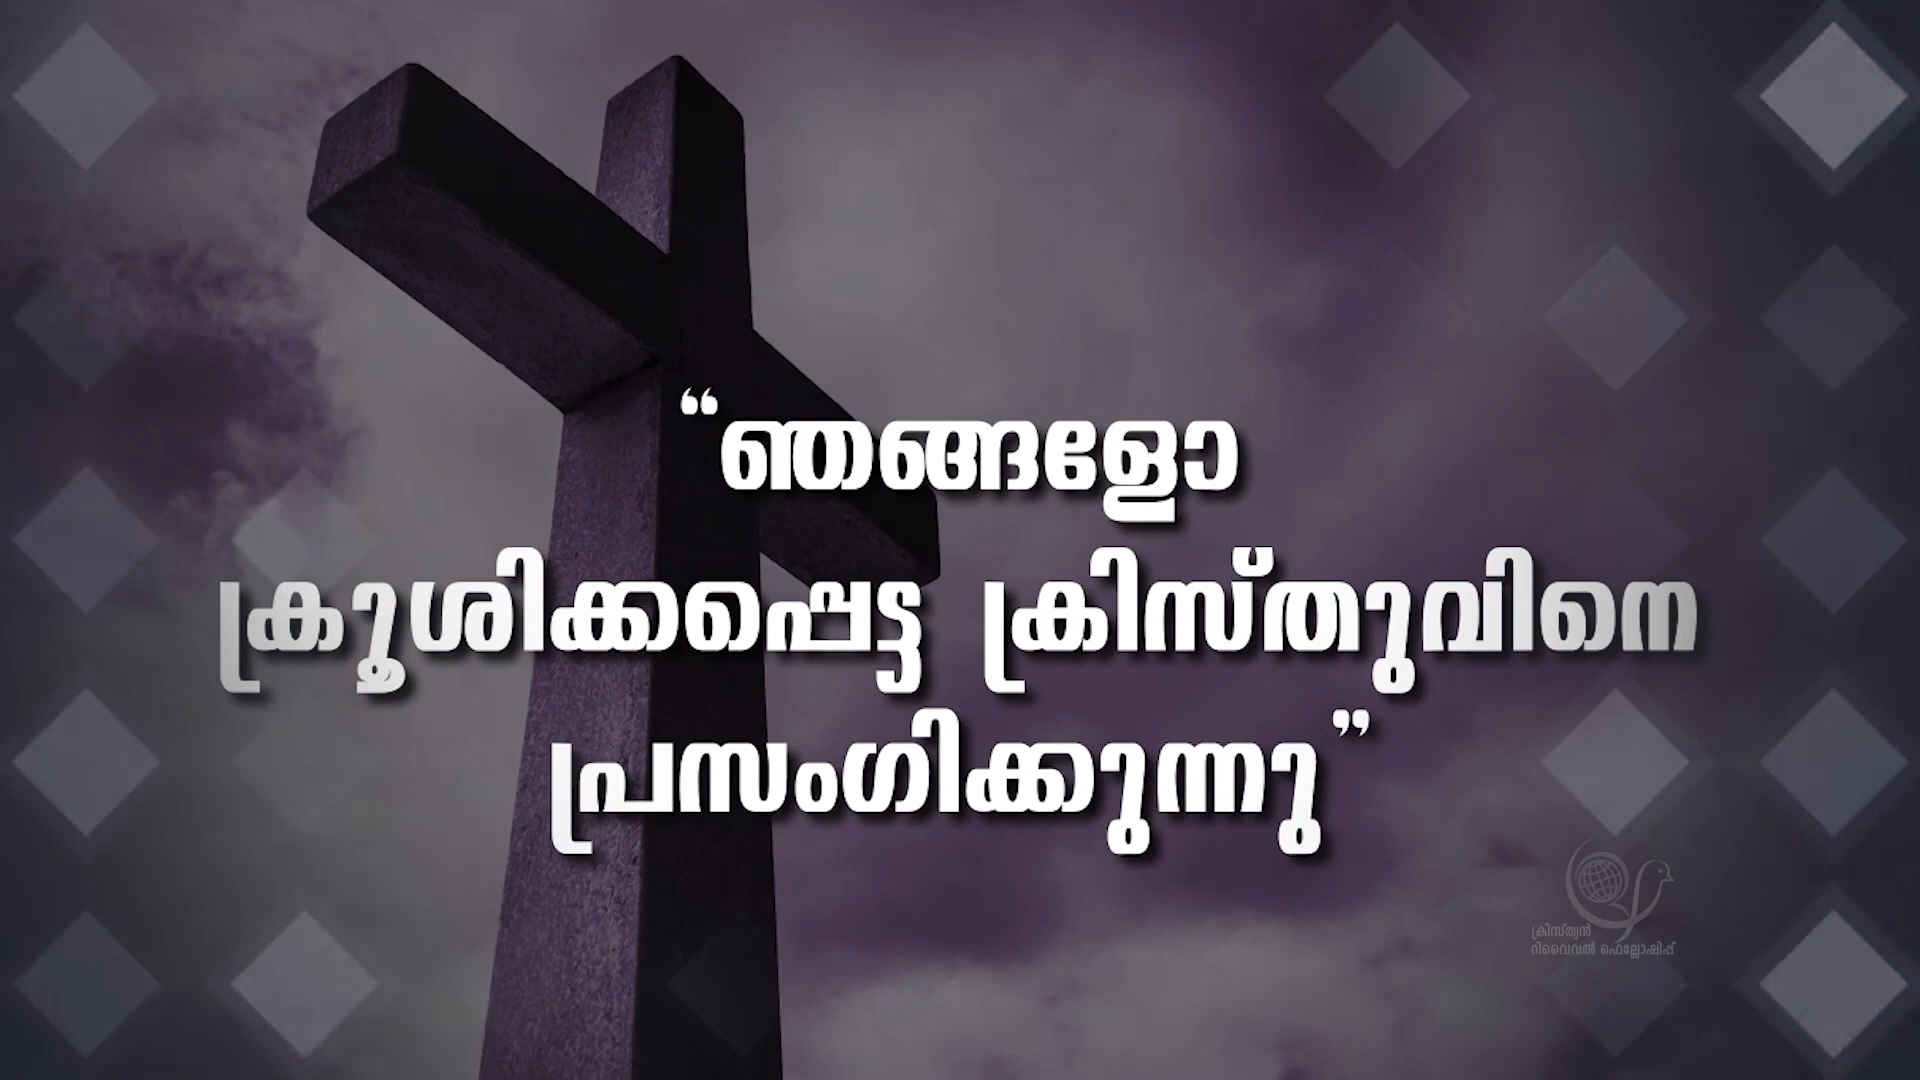 “ഞങ്ങളോ
ക്രൂശിക്കപ്പെട്ട ക്രിസ്തുവിനെ
പ്രസംഗിക്കുന്നു”
ക്രിസ്ത്യൻ
റിവൈവൽ ഫെല്ലോഷിപ്പ്